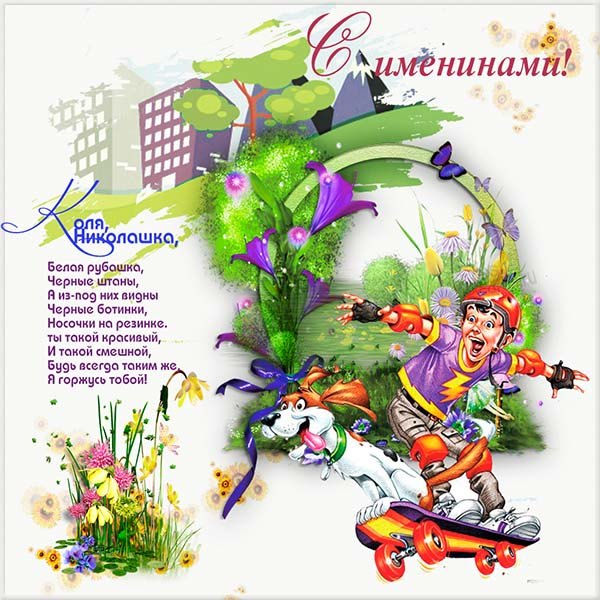 С именинами!
Коля,
Николашка,
Белая рубашка,
Черные штаны,
А из-под них видны
Черные ботинки,
Носочки на резинке.
ты такой красивый,
И такой смешной,
Будь всегда таким же,
Я горжусь тобой!